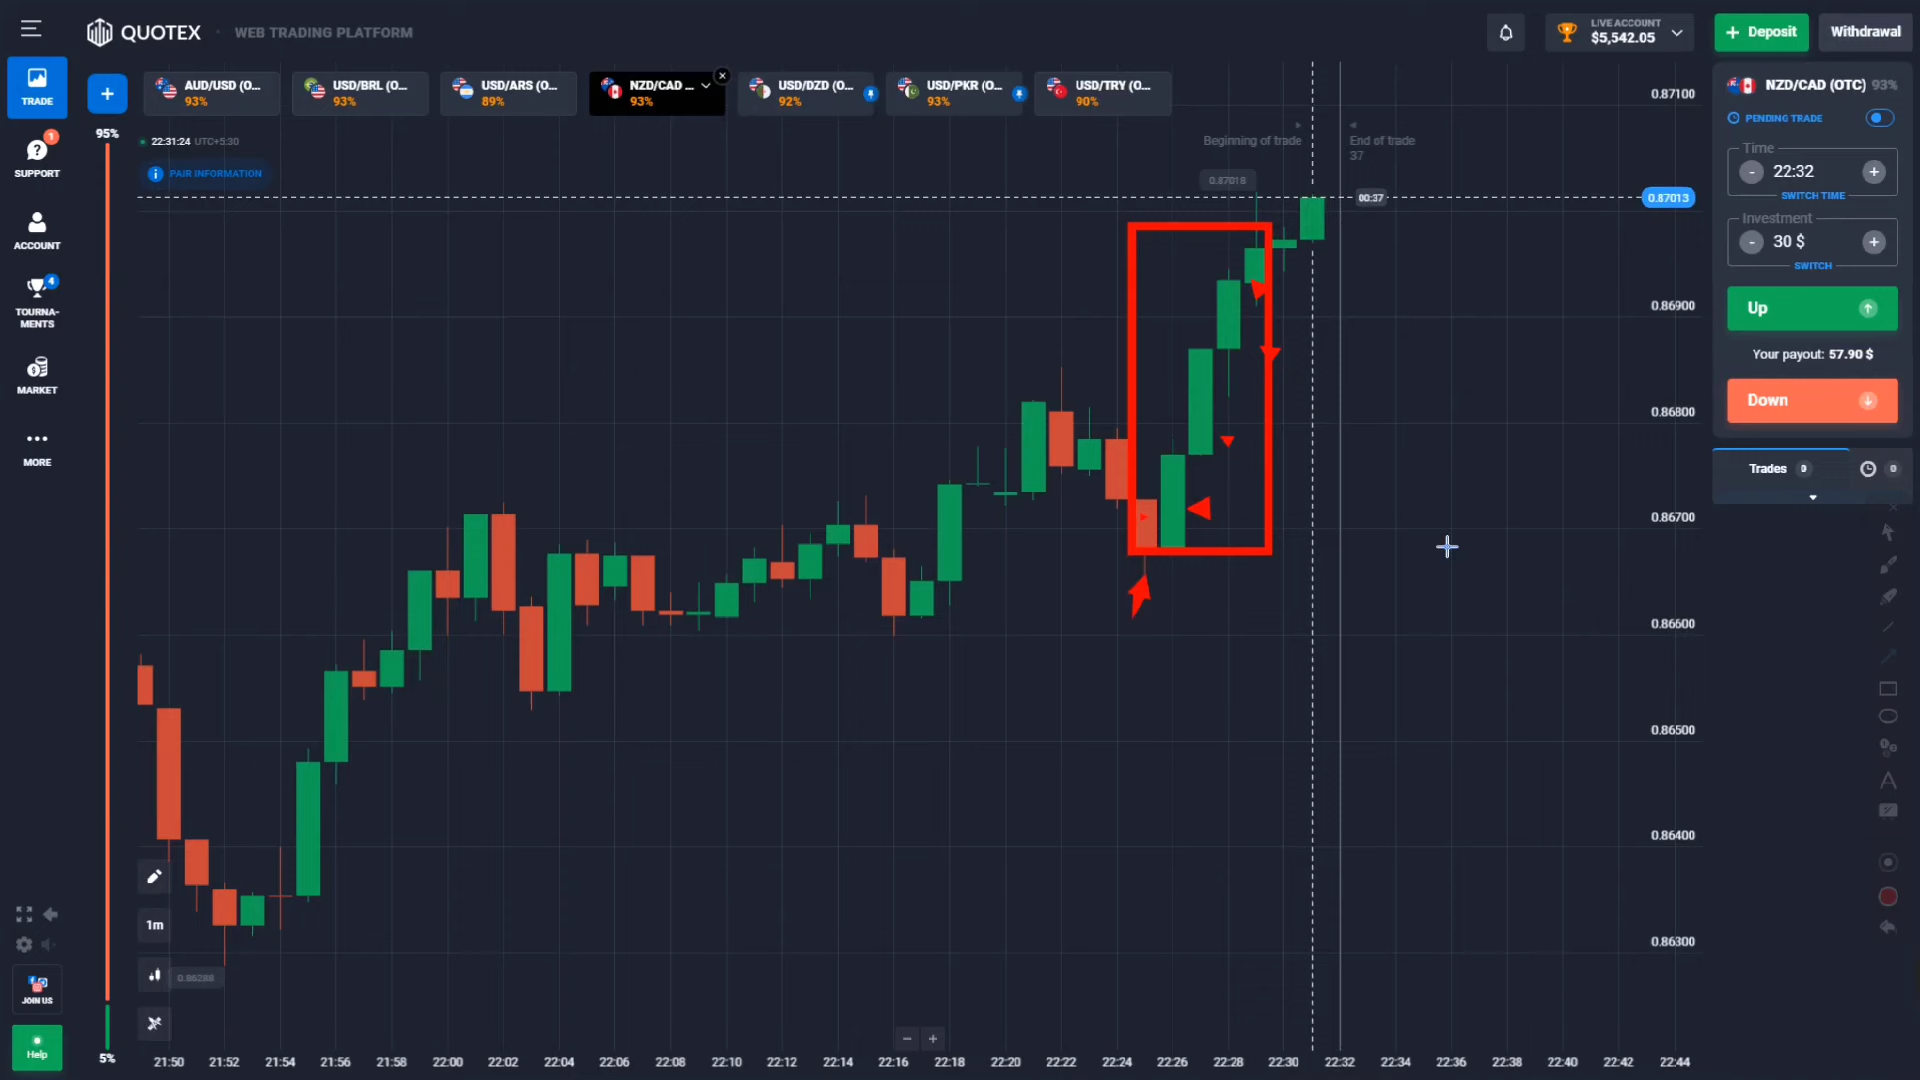 QUOTEX
WEB TRADING PLATFORM
LIVE ACCOUNT
$5,542.05
+ Deposit
Withdrawal
TRADE
SUPPORT
1
ACCOUNT
TOURNA-
MENTS
4
MARKET
MORE
JOIN US
Help
+
AUD/USD (O...
93%
USD/BRL (O...
93%
USD/ARS (O...
89%
NZD/CAD ...
93%
USD/DZD (O...
92%
USD/PKR (O...
93%
USD/TRY (O...
90%
95%
5%
22:31:24 UTC+5:30
PAIR INFORMATION
Beginning of trade
End of trade
37
0.87018
00:37
0.87100
0.87013
0.86900
0.86800
0.86700
0.86600
0.86500
0.86400
0.86300
1m
0.86288
− +
21:50 21:52 21:54 21:56 21:58 22:00 22:02 22:04 22:06 22:08 22:10 22:12 22:14 22:16 22:18 22:20 22:22 22:24 22:26 22:28 22:30 22:32 22:34 22:36 22:38 22:40 22:42 22:44
NZD/CAD (OTC) 93%
PENDING TRADE
Time
- 22:32 +
SWITCH TIME
Investment
- 30 $ +
SWITCH
Up
Your payout: 57.90 $
Down
Trades 0
0